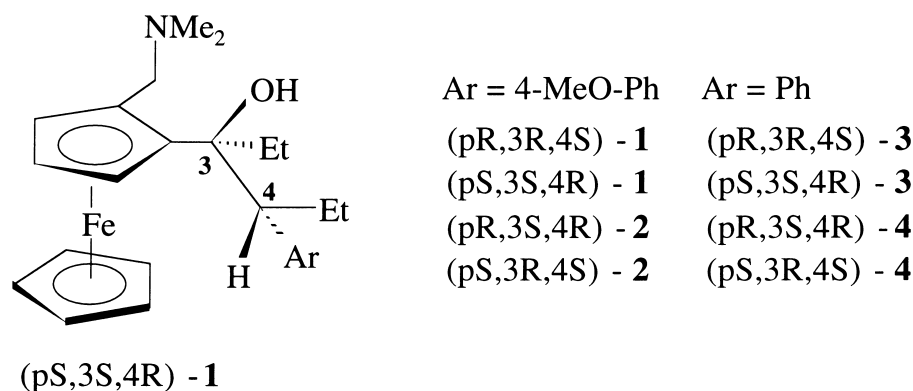 NMe₂
OH
Ar = 4-MeO-Ph Ar = Ph
3 Et
(pR,3R,4S) - 1 (pR,3R,4S) - 3
(pS,3S,4R) - 1 (pS,3S,4R) - 3
4
Et
(pR,3S,4R) - 2 (pR,3S,4R) - 4
Fe
Ar
H
(pS,3R,4S) - 2 (pS,3R,4S) - 4
(pS,3S,4R) - 1